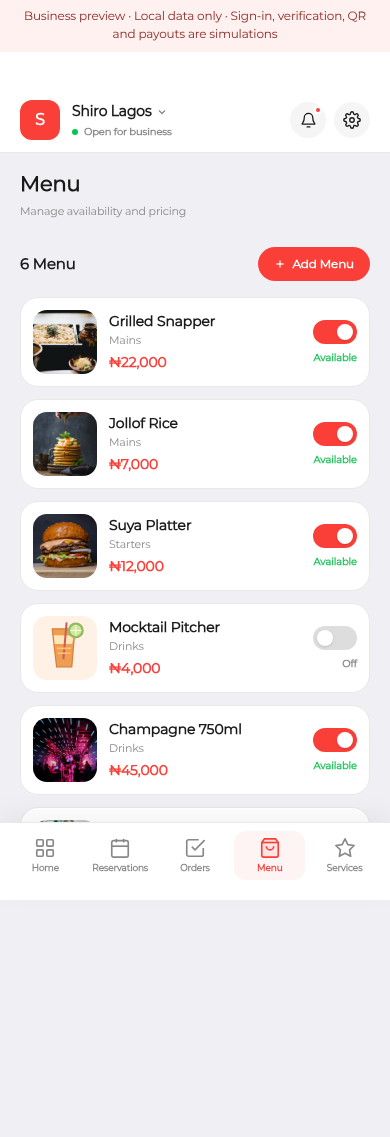 Business preview · Local data only · Sign-in, verification, QR
and payouts are simulations
S
Shiro Lagos
Open for business
Menu
Manage availability and pricing
6 Menu
+ Add Menu
Grilled Snapper
Mains
₦22,000
Available
Jollof Rice
Mains
₦7,000
Available
Suya Platter
Starters
₦12,000
Available
Mocktail Pitcher
Drinks
₦4,000
Off
Champagne 750ml
Drinks
₦45,000
Available
Home
Reservations
Orders
Menu
Services